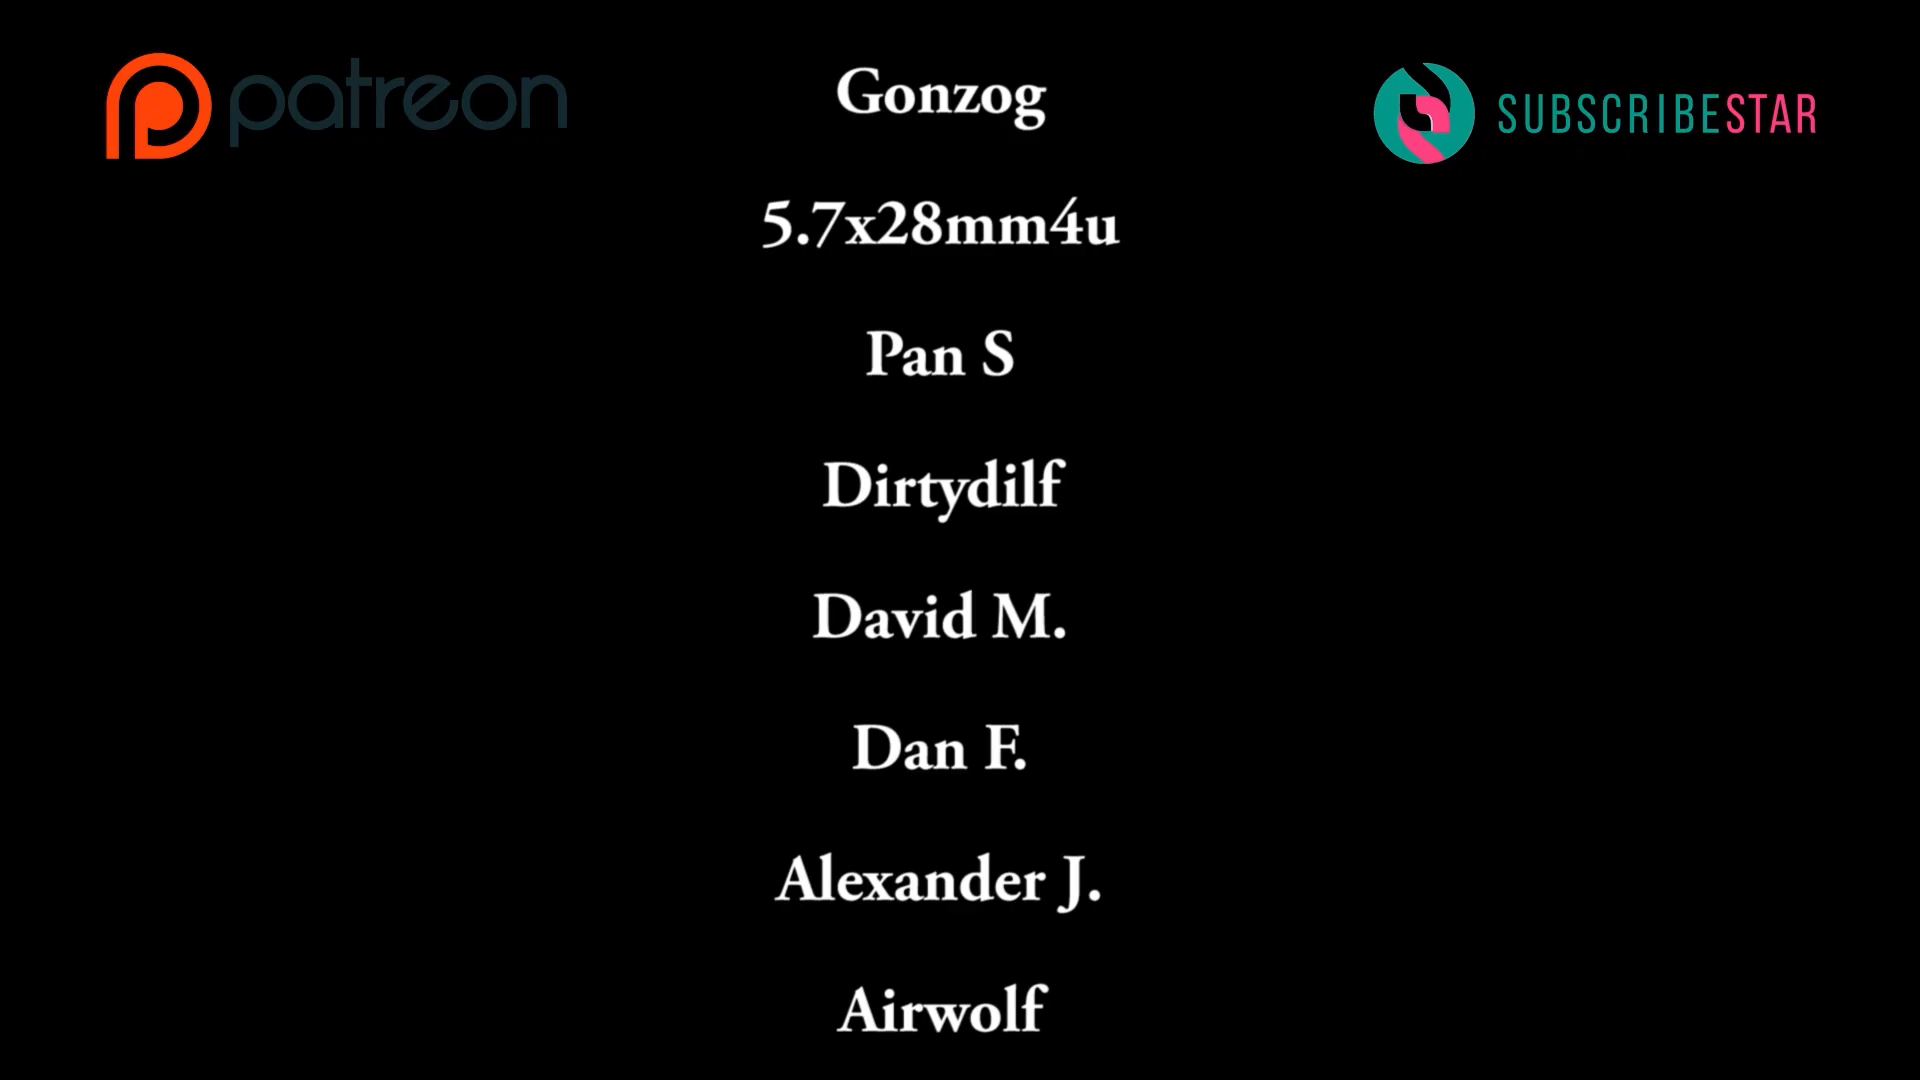 patreon
Gonzog
SUBSCRIBESTAR
5.7x28mm4u
Pan S
Dirtydilf
David M.
Dan F.
Alexander J.
Airwolf